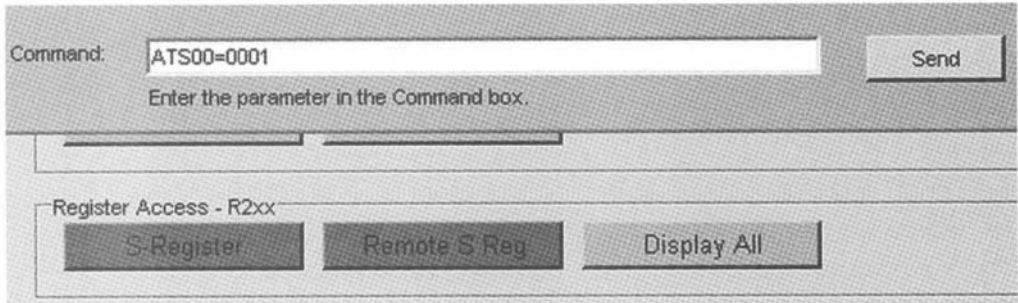 Command:
ATS00=0001
Send
Enter the parameter in the Command box.
Register Access - R2xx
S-Register
Remote S Reg
Display All